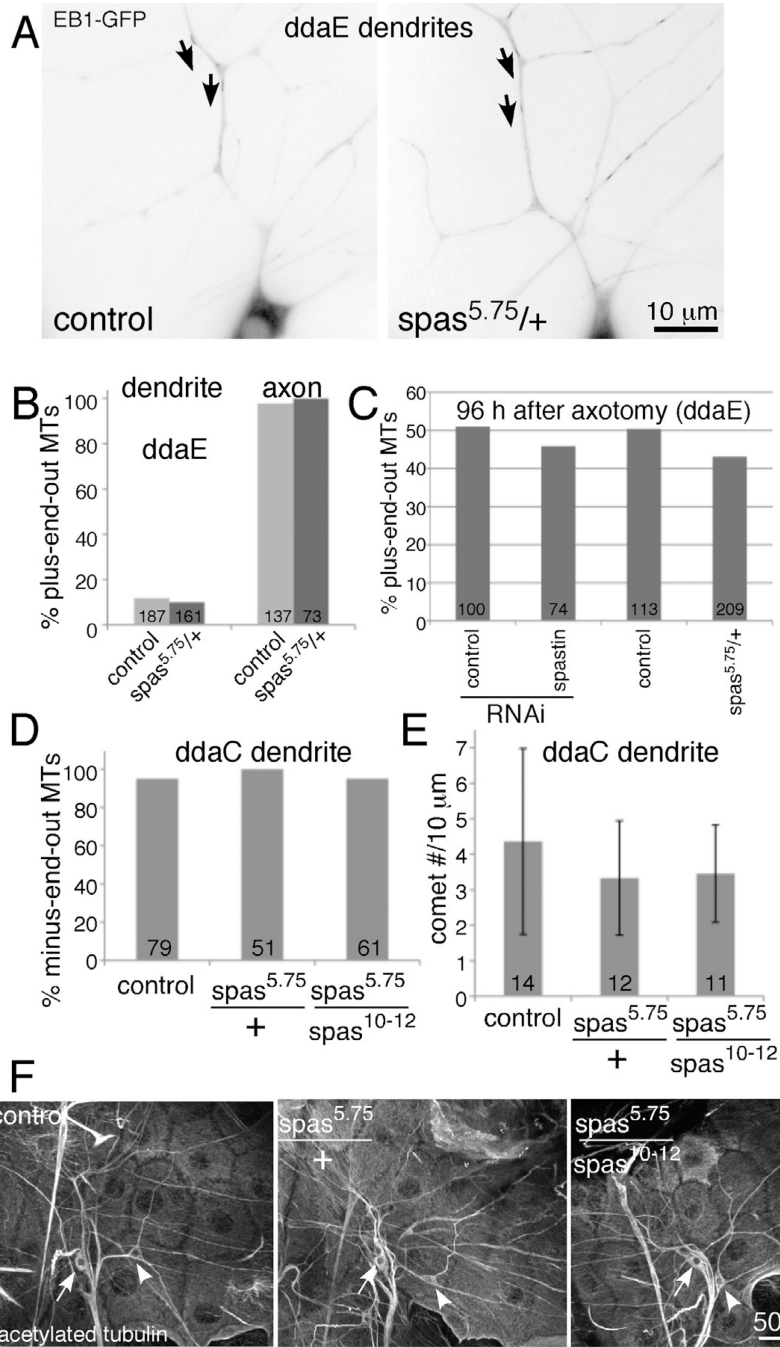 A
EB1-GFP
ddaE dendrites
control
spas5.75/+
10 μm
B
dendrite
axon
ddaE
% plus-end-out MTs
100
80
60
40
20
0
187
161
137
73
control
spas5.75/+
control
spas5.75/+
C
96 h after axotomy (ddaE)
% plus-end-out MTs
60
50
40
30
20
10
0
100
74
113
209
control
spastin
control
spas5.75/+
RNAi
D
ddaC dendrite
% minus-end-out MTs
100
80
60
40
20
0
79
51
61
control
spas5.75
+
spas5.75
spas10-12
E
ddaC dendrite
comet #/10 μm
7
6
5
4
3
2
1
0
14
12
11
control
spas5.75
+
spas5.75
spas10-12
F
control
acetylated tubulin
spas5.75
+
spas5.75
spas10-12
50